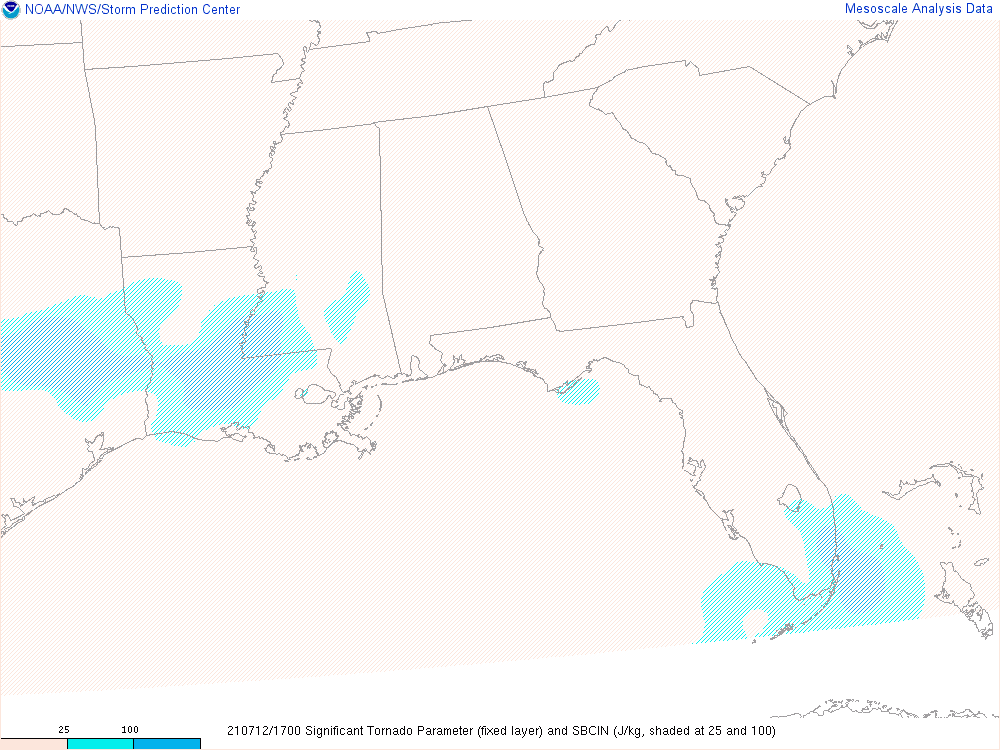 NOAA/NWS/Storm Prediction Center
Mesoscale Analysis Data
25 100
210712/1700 Significant Tornado Parameter (fixed layer) and SBCIN (J/kg, shaded at 25 and 100)